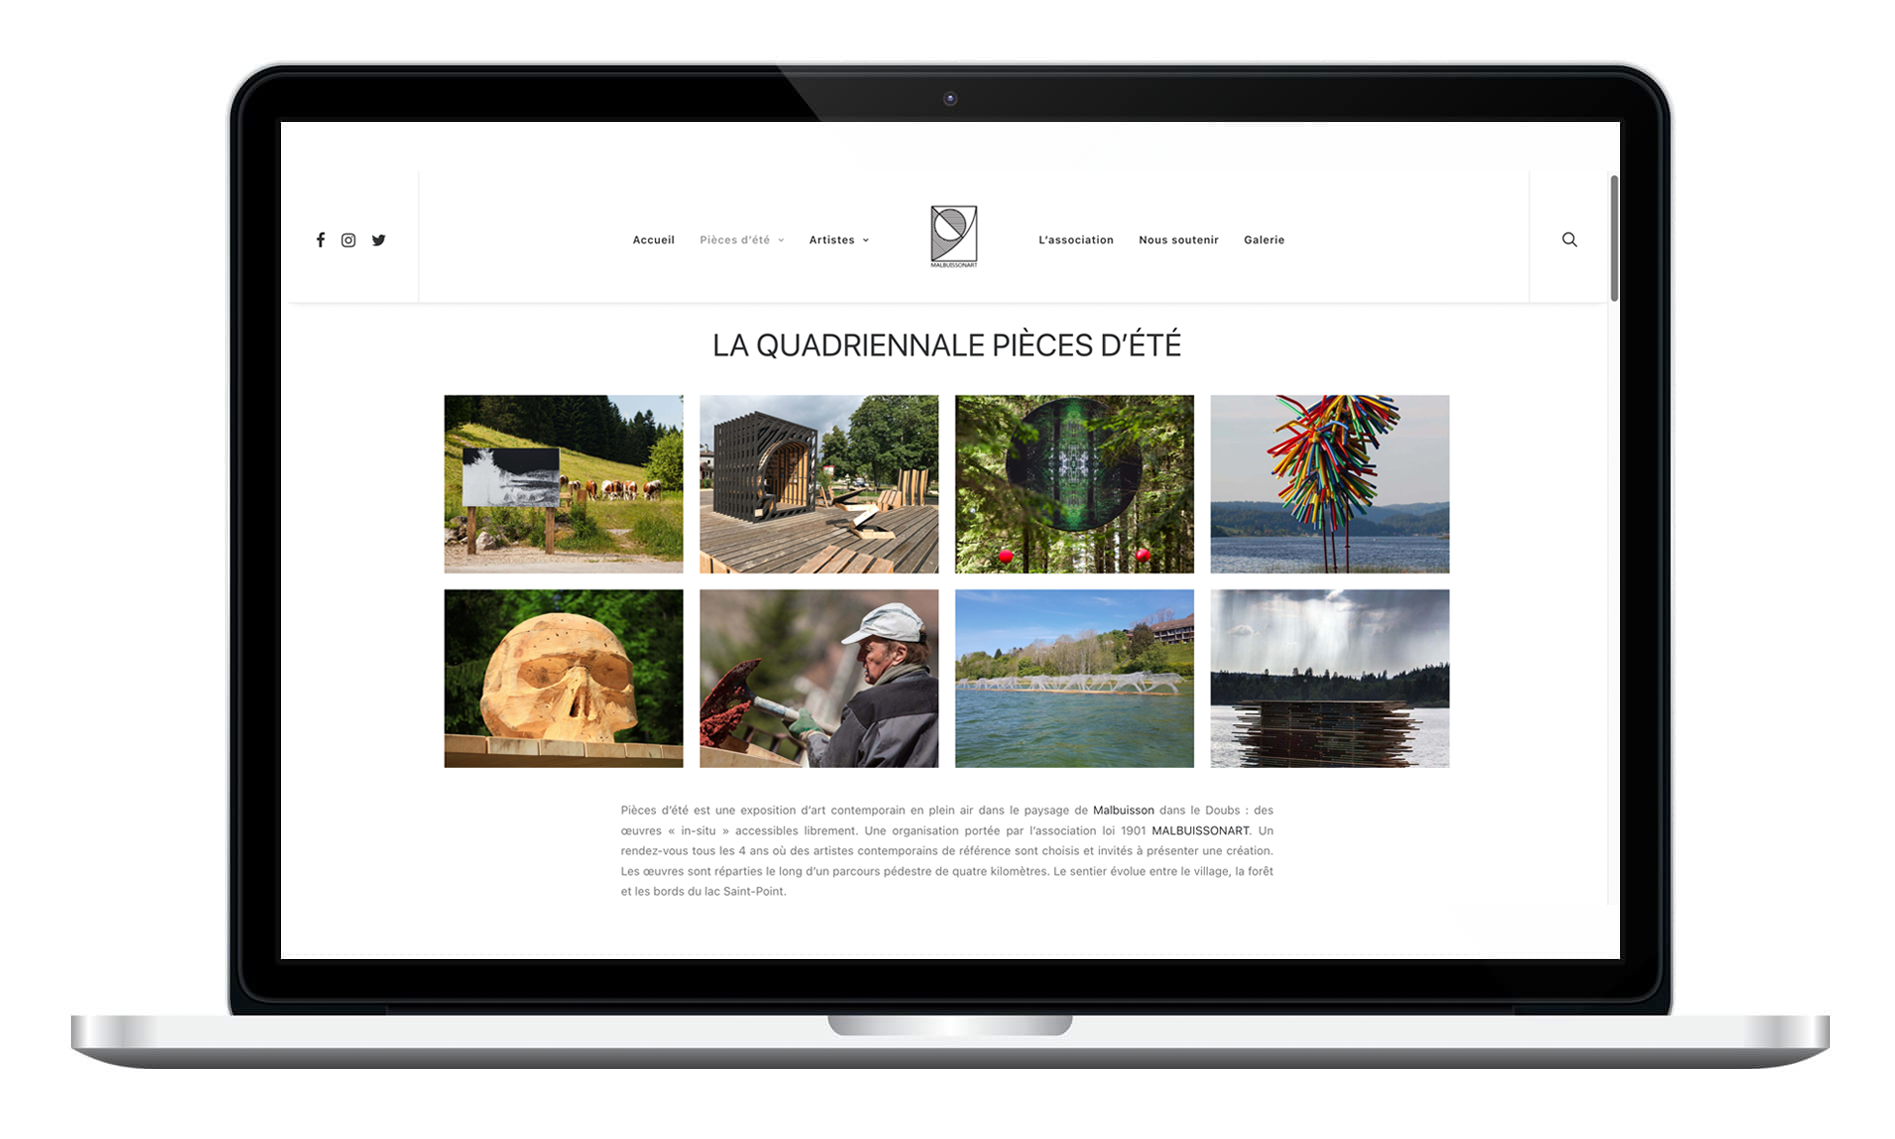 Accueil Pièces d'été Artistes MALBUISSONART L'association Nous soutenir Galerie
LA QUADRIENNALE PIÈCES D'ÉTÉ
Pièces d'été est une exposition d'art contemporain en plein air dans le paysage de Malbuisson dans le Doubs : des
œuvres « in-situ » accessibles librement. Une organisation portée par l'association loi 1901 MALBUISSONART. Un
rendez-vous tous les 4 ans où des artistes contemporains de référence sont choisis et invités à présenter une création.
Les œuvres sont réparties le long d'un parcours pédestre de quatre kilomètres. Le sentier évolue entre le village, la forêt
et les bords du lac Saint-Point.